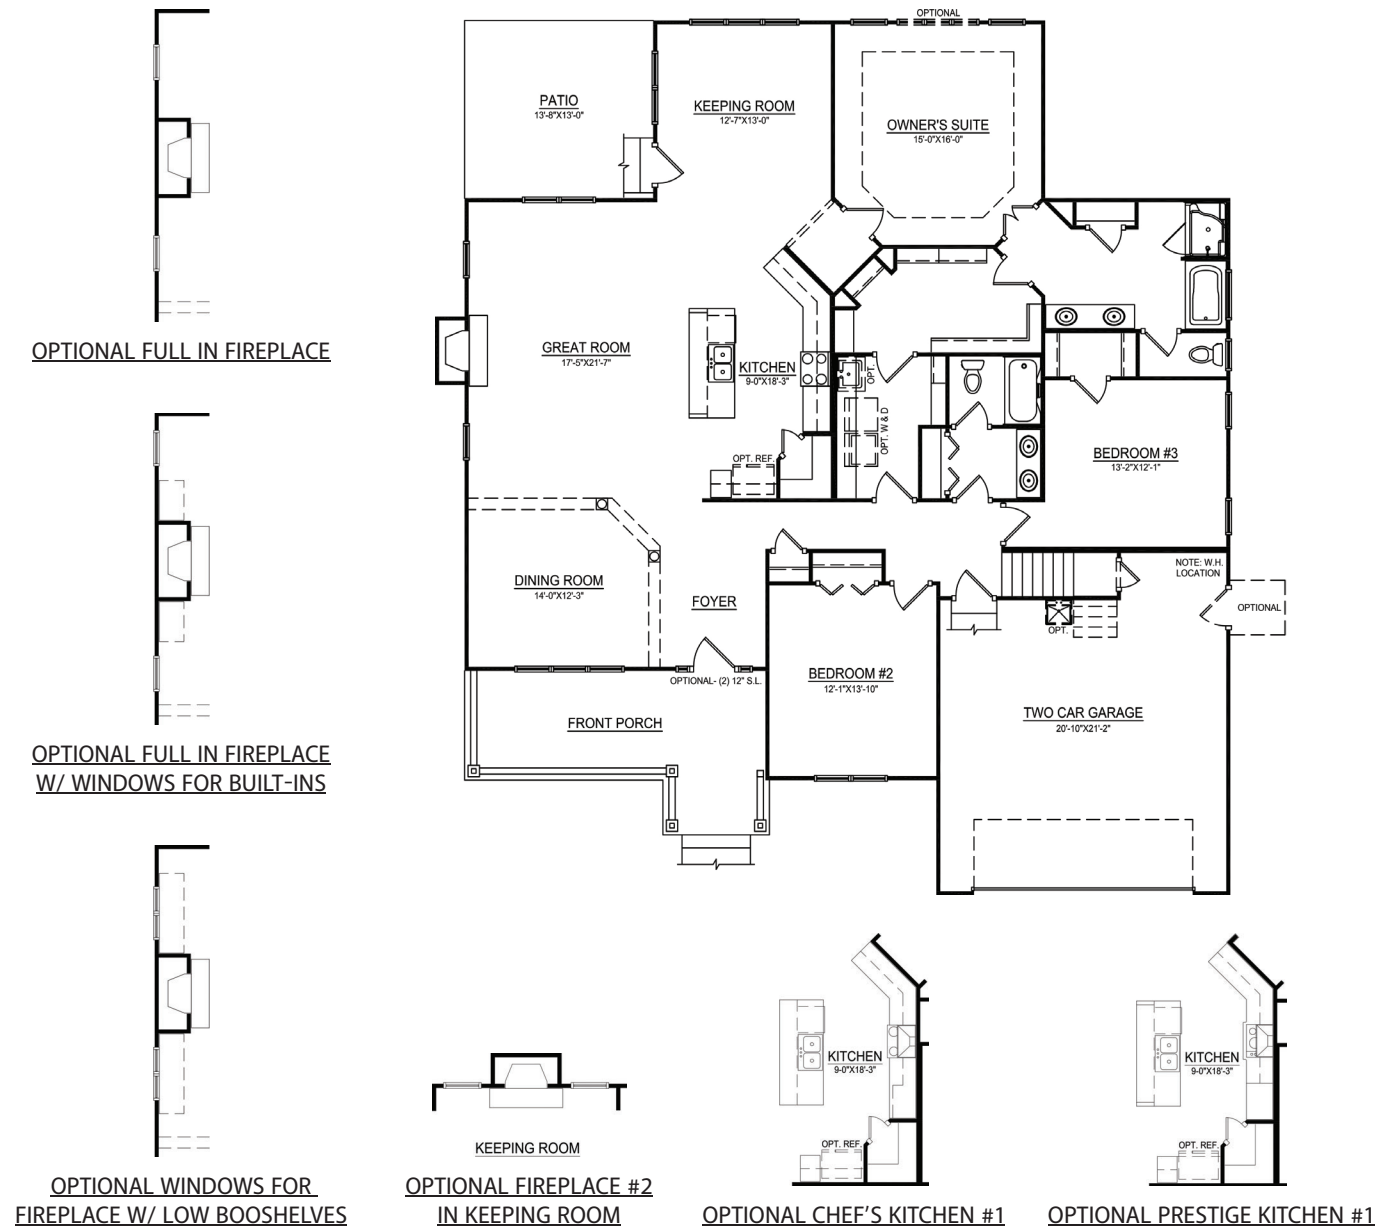 OPTIONAL
PATIO
13'-8"X13'-0"
KEEPING ROOM
12'-7"X13'-0"
OWNER'S SUITE
15'-0"X16'-0"
OPTIONAL FULL IN FIREPLACE
GREAT ROOM
17'-5"X21'-7"
KITCHEN
9-0"X18'-3"
OPT.
OPT. W & D
OPT. REF.
BEDROOM #3
13'-2"X12'-1"
NOTE: W.H.
LOCATION
OPTIONAL
DINING ROOM
14'-0"X12'-3"
FOYER
OPT.
OPTIONAL- (2) 12" S.L.
BEDROOM #2
12'-1"X13'-10"
FRONT PORCH
TWO CAR GARAGE
20'-10"X21'-2"
OPTIONAL FULL IN FIREPLACE
W/ WINDOWS FOR BUILT-INS
KITCHEN
9-0"X18'-3"
OPT. REF.
KITCHEN
9-0"X18'-3"
OPT. REF.
KEEPING ROOM
OPTIONAL WINDOWS FOR
FIREPLACE W/ LOW BOOSHELVES
OPTIONAL FIREPLACE #2
IN KEEPING ROOM
OPTIONAL CHEF'S KITCHEN #1
OPTIONAL PRESTIGE KITCHEN #1